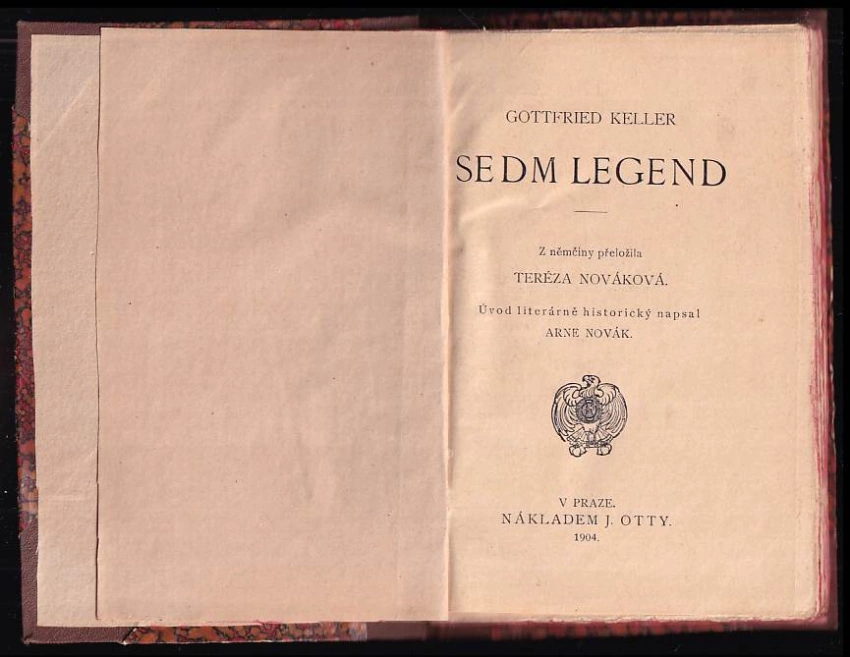 GOTTFRIED KELLER
SEDM LEGEND
Z němčiny přeložila
TERÉZA NOVÁKOVÁ.
Úvod literárně historický napsal
ARNE NOVÁK.
V PRAZE.
NÁKLADEM J. OTTY.
1904.